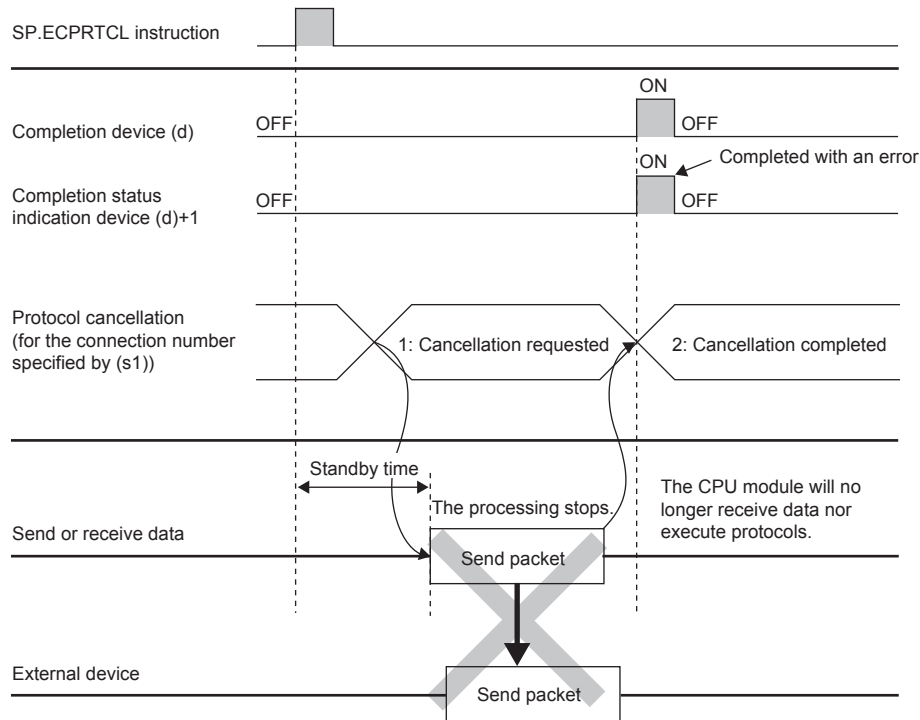 SP.ECPRTCL instruction
ON
Completion device (d)
OFF
OFF
ON
Completed with an error
Completion status
indication device (d)+1
OFF
OFF
Protocol cancellation
(for the connection number
specified by (s1))
1: Cancellation requested
2: Cancellation completed
Standby time
The processing stops.
The CPU module will no
longer receive data nor
execute protocols.
Send or receive data
Send packet
External device
Send packet